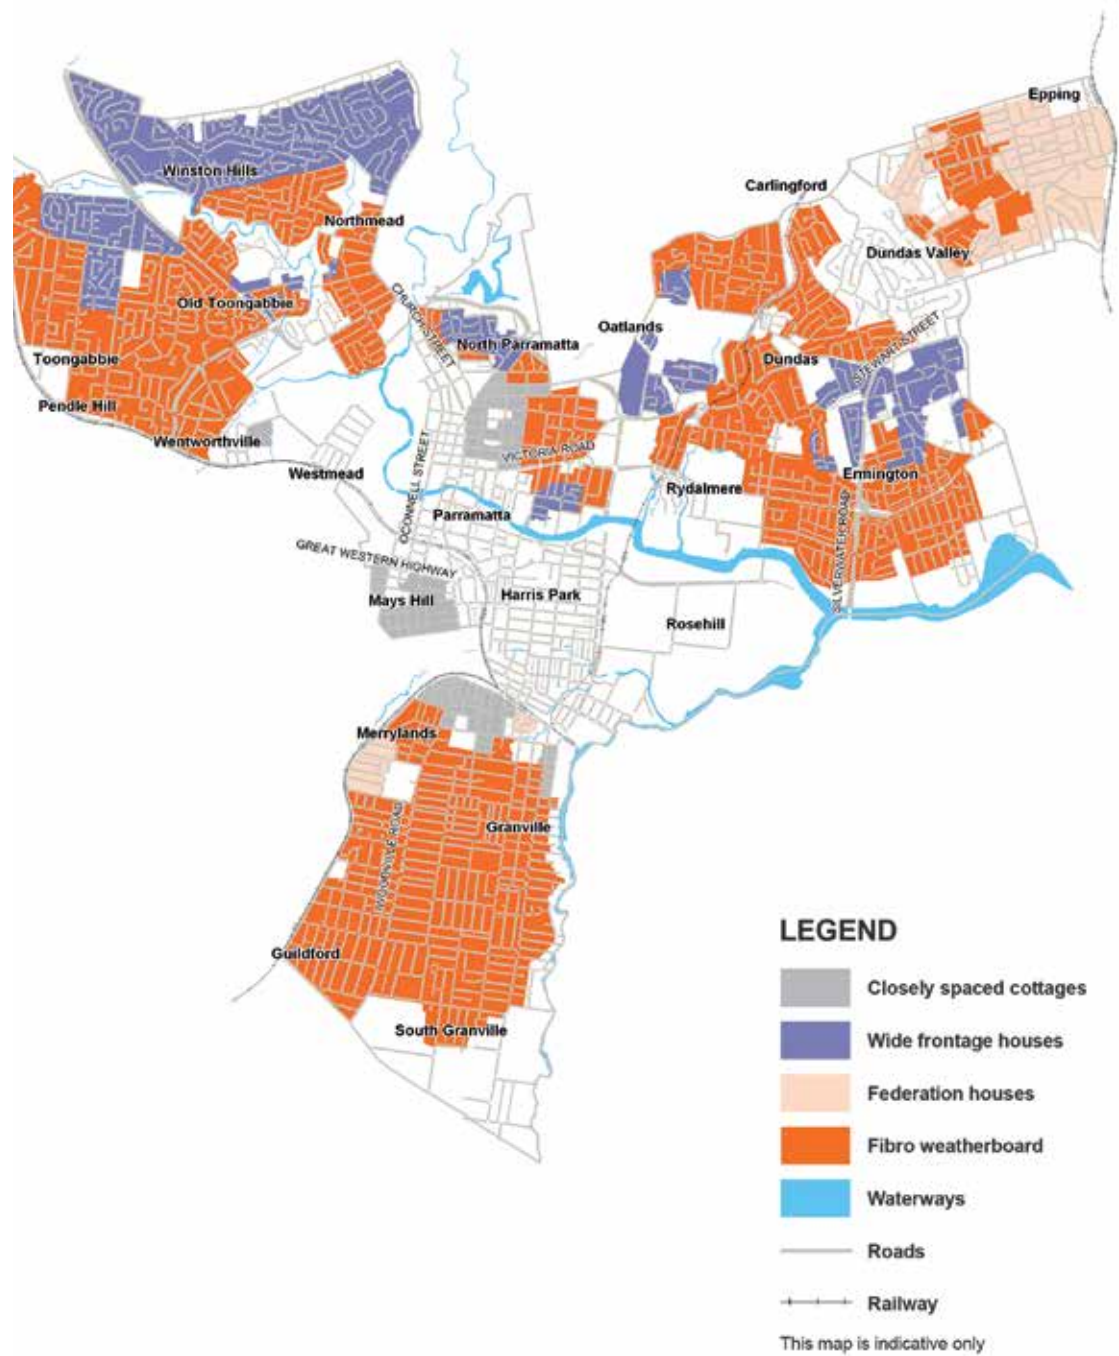 Epping
Winston Hills
Carlingford
Northmead
Dundas Valley
CHURCH STREET
Old Toongabbie
Oatlands
STEWART STREET
North Parramatta
Toongabbie
Dundas
Pendle Hill
Wentworthville
VICTORIA ROAD
OCONNELL STREET
Westmead
Ermington
Rydalmere
Parramatta
SILVERWATER ROAD
GREAT WESTERN HIGHWAY
Mays Hill
Harris Park
Rosehill
Merrylands
WOODVILLE ROAD
Granville
Guildford
South Granville
LEGEND
Closely spaced cottages
Wide frontage houses
Federation houses
Fibro weatherboard
Waterways
Roads
Railway
This map is indicative only